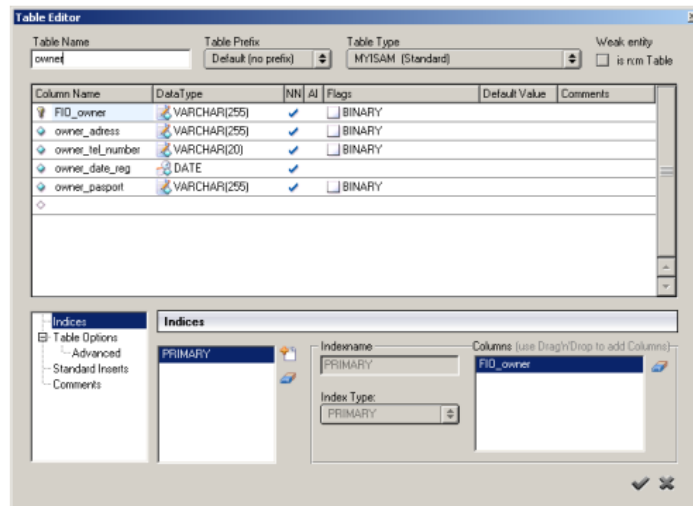 Table Editor
Table Name Table Prefix Table Type Weak entity
owner Default (no prefix) MYISAM (Standard) is n:m Table
Column Name DataType NN AI Flags Default Value Comments
FIO_owner VARCHAR(255) BINARY
owner_adress VARCHAR(255) BINARY
owner_tel_number VARCHAR(20) BINARY
owner_date_reg DATE
owner_pasport VARCHAR(255) BINARY
Indices
Table Options
Advanced
Standard Inserts
Comments
Indices
PRIMARY
Indexname
PRIMARY
Index Type:
PRIMARY
Columns (use Drag'n'Drop to add Columns)
FIO_owner